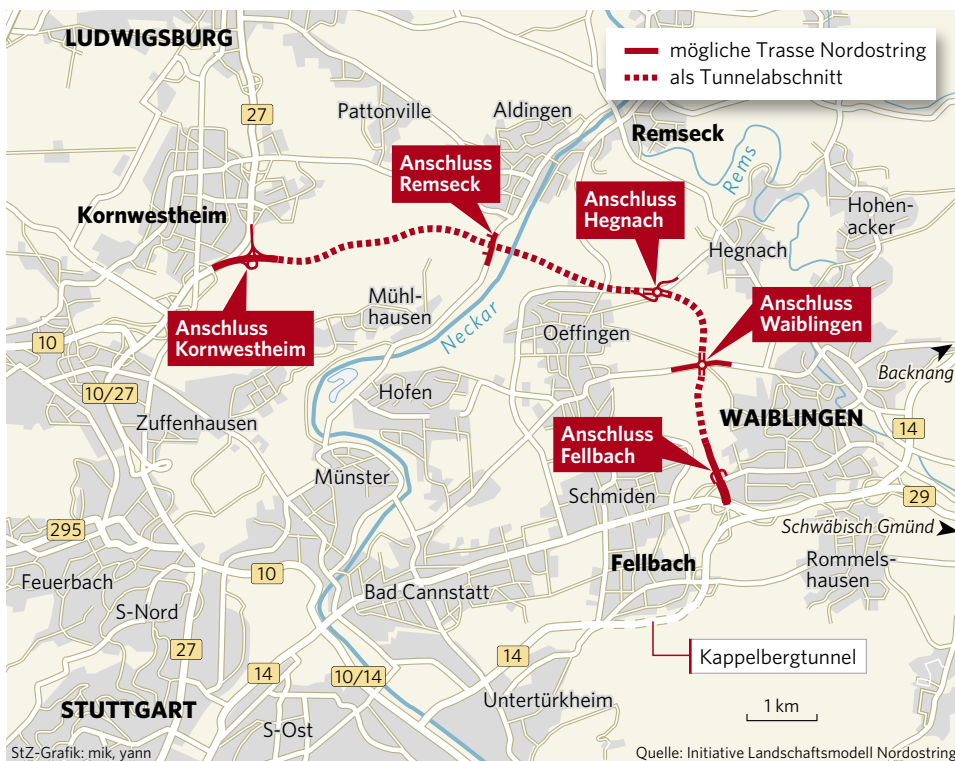 LUDWIGSBURG
mögliche Trasse Nordostring
als Tunnelabschnitt
27
Pattonville
Aldingen
Remseck
Anschluss
Remseck
Rems
Anschluss
Hegnach
Kornwestheim
Hohen-
acker
Hegnach
Anschluss
Kornwestheim
Mühl-
hausen
Neckar
Oeffingen
Anschluss
Waiblingen
10
Backnang
10/27
Hofen
Zuffenhausen
WAIBLINGEN
14
Anschluss
Fellbach
Münster
Schmiden
29
Schwäbisch Gmünd
295
Feuerbach
10
Fellbach
Rommels-
hausen
Bad Cannstatt
S-Nord
27
14
10/14
14
Kappelbergtunnel
Untertürkheim
STUTTGART
S-Ost
1 km
StZ-Grafik: mik, yann
Quelle: Initiative Landschaftsmodell Nordostring